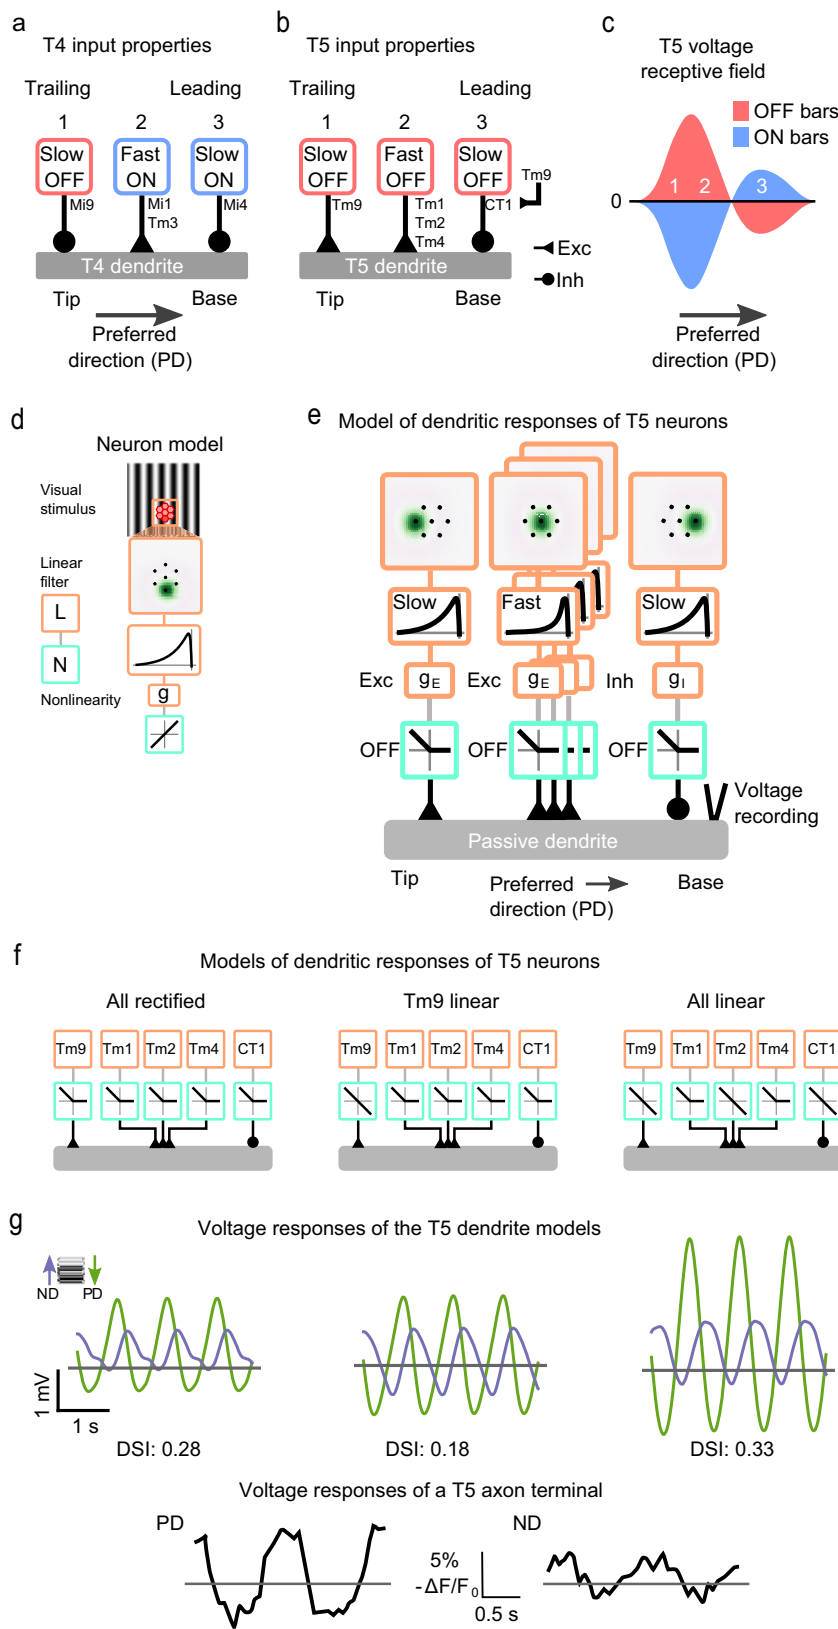 a
T4 input properties
Trailing
Leading
1
2
3
Slow
OFF
Fast
ON
Slow
ON
Mi9
Mi1
Tm3
Mi4
T4 dendrite
Tip
Base
Preferred
direction (PD)
b
T5 input properties
Trailing
Leading
1
2
3
Slow
OFF
Fast
OFF
Slow
OFF
Tm9
Tm9
Tm1
Tm2
Tm4
CT1
T5 dendrite
Exc
Inh
Tip
Base
Preferred
direction (PD)
c
T5 voltage
receptive field
OFF bars
ON bars
0
1
2
3
Preferred
direction (PD)
d
Neuron model
Visual
stimulus
Linear
filter
L
N
Nonlinearity
g
e
Model of dendritic responses of T5 neurons
Slow
Fast
Slow
Exc
gE
Exc
gE
Inh
gI
OFF
OFF
OFF
Voltage
recording
Passive dendrite
Tip
Preferred
direction (PD)
Base
f
Models of dendritic responses of T5 neurons
All rectified
Tm9 linear
All linear
Tm9 Tm1 Tm2 Tm4 CT1
Tm9 Tm1 Tm2 Tm4 CT1
Tm9 Tm1 Tm2 Tm4 CT1
g
Voltage responses of the T5 dendrite models
ND
PD
1 mV
1 s
DSI: 0.28
DSI: 0.18
DSI: 0.33
Voltage responses of a T5 axon terminal
PD
ND
5%
-ΔF/F0
0.5 s